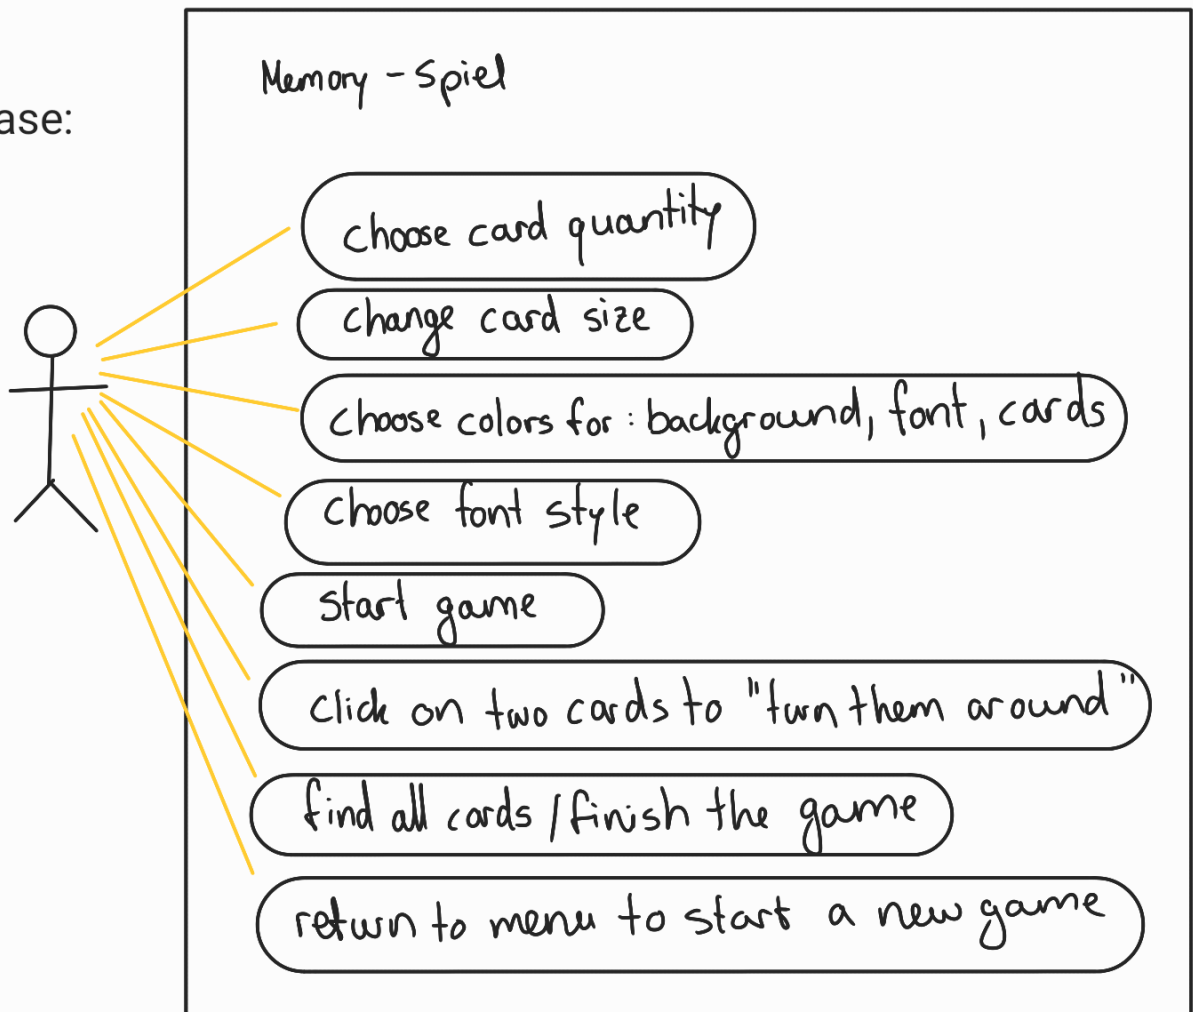 Memory - Spiel
ase:
choose card quantity
change card size
choose colors for : background, font, cards
choose font style
start game
click on two cards to "turn them around"
find all cards / finish the game
return to menu to start a new game